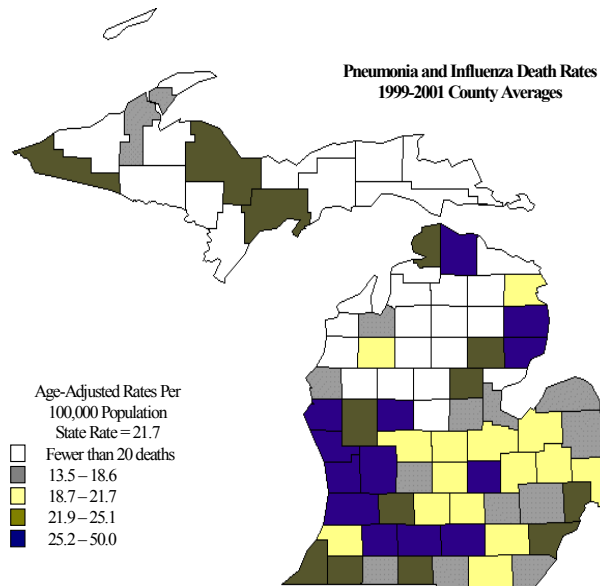 Pneumonia and Influenza Death Rates
1999-2001 County Averages
Age-Adjusted Rates Per
100,000 Population
State Rate = 21.7
Fewer than 20 deaths
13.5 – 18.6
18.7 – 21.7
21.9 – 25.1
25.2 – 50.0